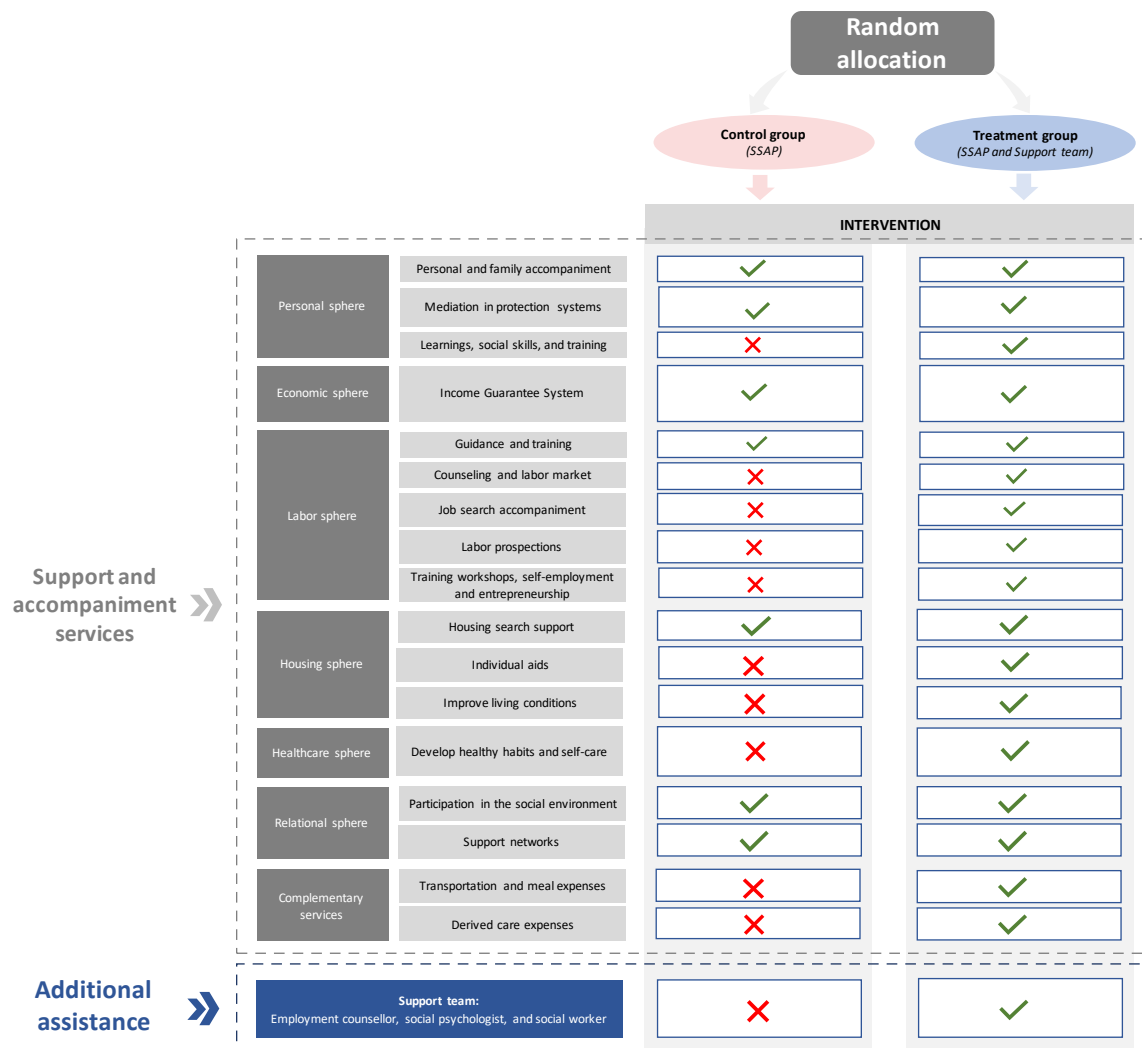 Random
allocation
Control group
(SSAP)
Treatment group
(SSAP and Support team)
INTERVENTION
Support and
accompaniment
services
Personal sphere
Personal and family accompaniment
Mediation in protection systems
Learnings, social skills, and training
Economic sphere
Income Guarantee System
Labor sphere
Guidance and training
Counseling and labor market
Job search accompaniment
Labor prospections
Training workshops, self-employment
and entrepreneurship
Housing sphere
Housing search support
Individual aids
Improve living conditions
Healthcare sphere
Develop healthy habits and self-care
Relational sphere
Participation in the social environment
Support networks
Complementary
services
Transportation and meal expenses
Derived care expenses
Additional
assistance
Support team:
Employment counsellor, social psychologist, and social worker